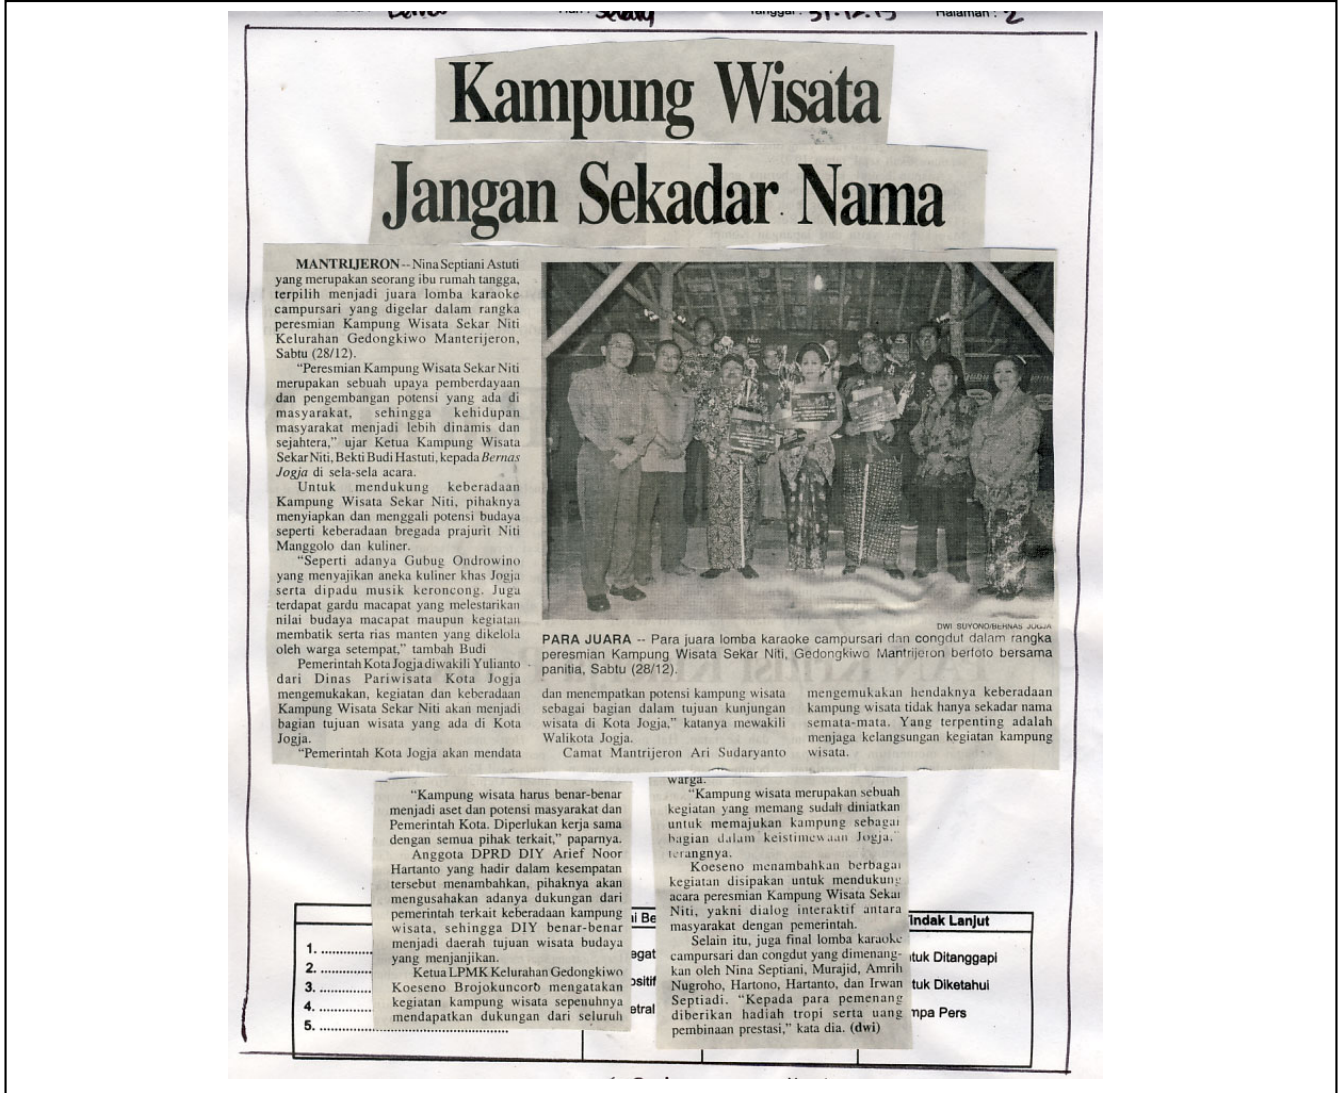 Tanggal : 31.12.13 Halaman : 2
Kampung Wisata
Jangan Sekadar Nama
MANTRIJERON -- Nina Septiani Astuti
yang merupakan seorang ibu rumah tangga,
terpilih menjadi juara lomba karaoke
campursari yang digelar dalam rangka
peresmian Kampung Wisata Sekar Niti
Kelurahan Gedongkiwo Manterijeron,
Sabtu (28/12).
"Peresmian Kampung Wisata Sekar Niti
merupakan sebuah upaya pemberdayaan
dan pengembangan potensi yang ada di
masyarakat, sehingga kehidupan
masyarakat menjadi lebih dinamis dan
sejahtera," ujar Ketua Kampung Wisata
Sekar Niti, Bekti Budi Hastuti, kepada Bernas
Jogja di sela-sela acara.
Untuk mendukung keberadaan
Kampung Wisata Sekar Niti, pihaknya
menyiapkan dan menggali potensi budaya
seperti keberadaan bregada prajurit Niti
Manggolo dan kuliner.
"Seperti adanya Gubug Ondrowino
yang menyajikan aneka kuliner khas Jogja
serta dipadu musik keroncong. Juga
terdapat gardu macapat yang melestarikan
nilai budaya macapat maupun kegiatan
membatik serta rias manten yang dikelola
oleh warga setempat," tambah Budi
Pemerintah Kota Jogja diwakili Yulianto
dari Dinas Pariwisata Kota Jogja
mengemukakan, kegiatan dan keberadaan
Kampung Wisata Sekar Niti akan menjadi
bagian tujuan wisata yang ada di Kota
Jogja.
"Pemerintah Kota Jogja akan mendata
DWI SUYONO/BERNAS JOGJA
PARA JUARA -- Para juara lomba karaoke campursari dan congdut dalam rangka
peresmian Kampung Wisata Sekar Niti, Gedongkiwo Mantrijeron berfoto bersama
panitia, Sabtu (28/12).
dan menempatkan potensi kampung wisata
sebagai bagian dalam tujuan kunjungan
wisata di Kota Jogja," katanya mewakili
Walikota Jogja.
Camat Mantrijeron Ari Sudaryanto
mengemukakan hendaknya keberadaan
kampung wisata tidak hanya sekadar nama
semata-mata. Yang terpenting adalah
menjaga kelangsungan kegiatan kampung
wisata.
"Kampung wisata harus benar-benar
menjadi aset dan potensi masyarakat dan
Pemerintah Kota. Diperlukan kerja sama
dengan semua pihak terkait," paparnya.
Anggota DPRD DIY Arief Noor
Hartanto yang hadir dalam kesempatan
tersebut menambahkan, pihaknya akan
mengusahakan adanya dukungan dari
pemerintah terkait keberadaan kampung
wisata, sehingga DIY benar-benar
menjadi daerah tujuan wisata budaya
yang menjanjikan.
Ketua LPMK Kelurahan Gedongkiwo
Koeseno Brojokuncoro mengatakan
kegiatan kampung wisata sepenuhnya
mendapatkan dukungan dari seluruh
warga.
"Kampung wisata merupakan sebuah
kegiatan yang memang sudah diniatkan
untuk memajukan kampung sebagai
bagian dalam keistimewaan Jogja,"
terangnya.
Koeseno menambahkan berbagai
kegiatan disipakan untuk mendukung
acara peresmian Kampung Wisata Sekar
Niti, yakni dialog interaktif antara
masyarakat dengan pemerintah.
Selain itu, juga final lomba karaoke
campursari dan congdut yang dimenang-
kan oleh Nina Septiani, Murajid, Amrih
Nugroho, Hartono, Hartanto, dan Irwan
Septiadi. "Kepada para pemenang
diberikan hadiah tropi serta uang
pembinaan prestasi," kata dia. (dwi)
1.
2.
3.
4.
5.
i Be
egat
ositif
etral
indak Lanjut
tuk Ditanggapi
tuk Diketahui
mpa Pers